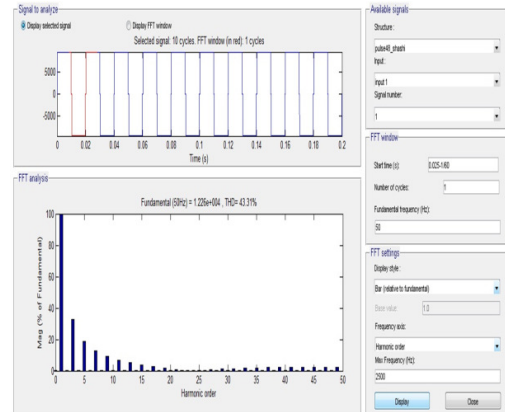 Signal to analyze
Display selected signal
Display FFT window
Selected signal: 10 cycles. FFT window (in red): 1 cycles
5000
0
-5000
0 0.02 0.04 0.06 0.08 0.1 0.12 0.14 0.16 0.18 0.2
Time (s)
FFT analysis
Fundamental (50Hz) = 1.226e+004 , THD= 43.31%
Mag (% of Fundamental)
100
80
60
40
20
0
0 5 10 15 20 25 30 35 40 45 50
Harmonic order
Available signals
Structure :
pulse48_shashi
Input :
input 1
Signal number:
1
FFT window
Start time (s):
0.025-1/60
Number of cycles:
1
Fundamental frequency (Hz):
50
FFT settings
Display style :
Bar (relative to fundamental)
Base value:
1.0
Frequency axis:
Harmonic order
Max Frequency (Hz):
2500
Display
Close